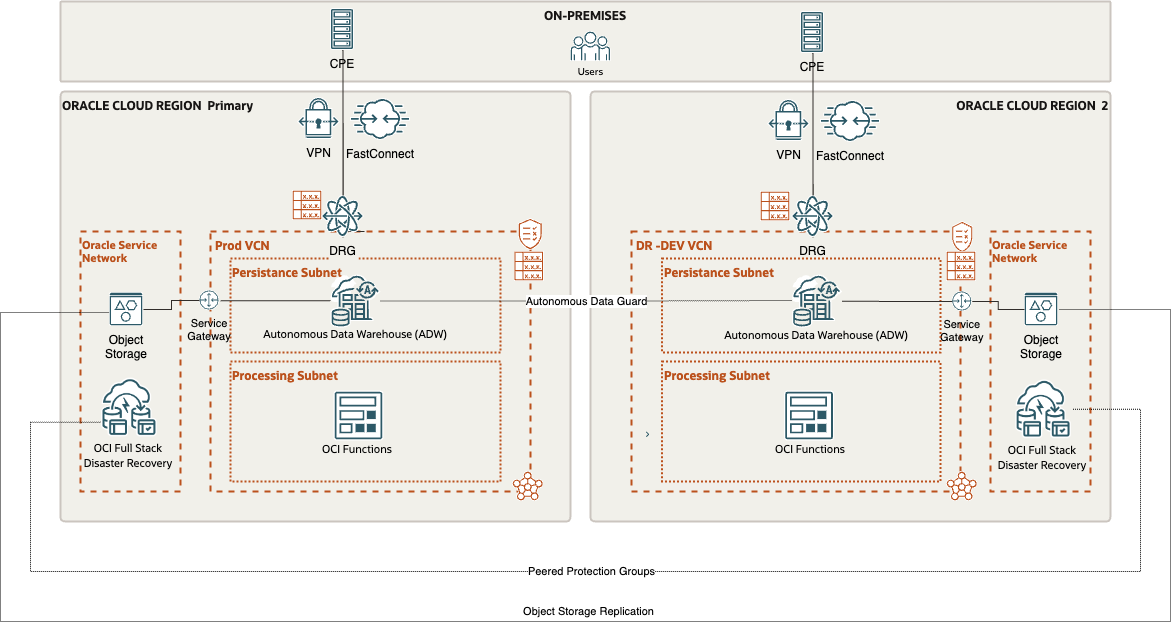 ON-PREMISES
CPE
Users
CPE
ORACLE CLOUD REGION  Primary
VPN
FastConnect
x.x.x.
x.x.x.
x.x.x.
DRG
Oracle Service
Network
Prod VCN
x.x.x.
x.x.x.
x.x.x.
Persistance Subnet
A
Autonomous Data Warehouse (ADW)
Object
Storage
Service
Gateway
Processing Subnet
OCI Functions
OCI Full Stack
Disaster Recovery
Autonomous Data Guard
ORACLE CLOUD REGION  2
VPN
FastConnect
x.x.x.
x.x.x.
x.x.x.
DRG
DR -DEV VCN
x.x.x.
x.x.x.
x.x.x.
Oracle Service
Network
Persistance Subnet
A
Autonomous Data Warehouse (ADW)
Service
Gateway
Object
Storage
Processing Subnet
OCI Functions
OCI Full Stack
Disaster Recovery
Peered Protection Groups
Object Storage Replication